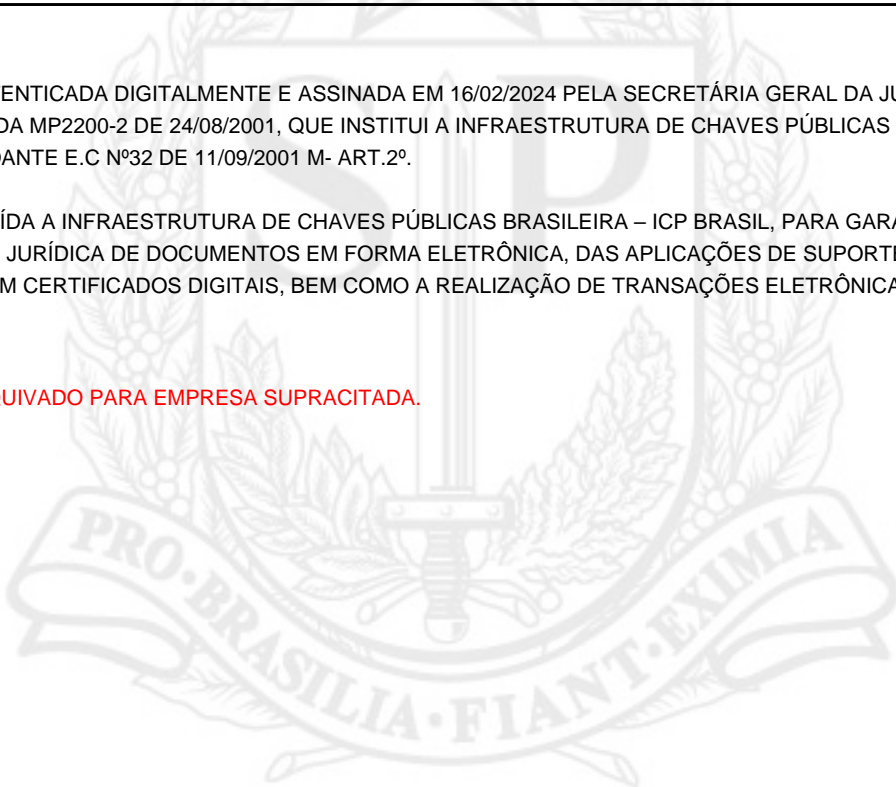 ENTICADA DIGITALMENTE E ASSINADA EM 16/02/2024 PELA SECRETÁRIA GERAL DA JU
DA MP2200-2 DE 24/08/2001, QUE INSTITUI A INFRAESTRUTURA DE CHAVES PÚBLICAS
DANTE E.C Nº32 DE 11/09/2001 M- ART.2º.
ÍDA A INFRAESTRUTURA DE CHAVES PÚBLICAS BRASILEIRA – ICP BRASIL, PARA GARA
JURÍDICA DE DOCUMENTOS EM FORMA ELETRÔNICA, DAS APLICAÇÕES DE SUPORTE
M CERTIFICADOS DIGITAIS, BEM COMO A REALIZAÇÃO DE TRANSAÇÕES ELETRÔNICA
UIVADO PARA EMPRESA SUPRACITADA.
SP
PRO·BRASILIA·FIANT·EXIMIA